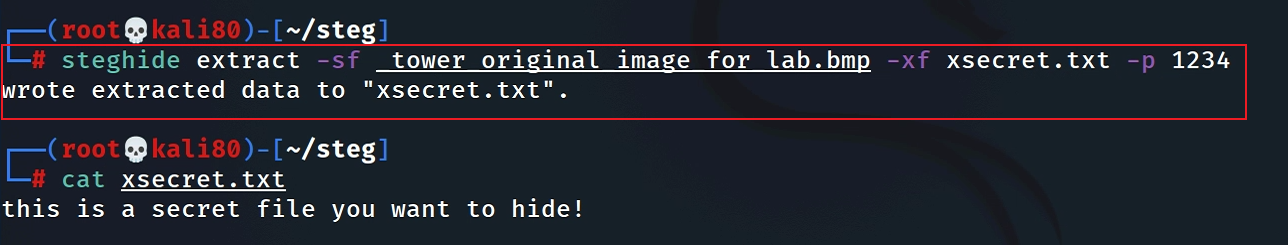 ┌──(root💀kali80)-[~/steg]
└─# steghide extract -sf _tower_original_image_for_lab.bmp -xf xsecret.txt -p 1234
wrote extracted data to "xsecret.txt".
┌──(root💀kali80)-[~/steg]
└─# cat xsecret.txt
this is a secret file you want to hide!